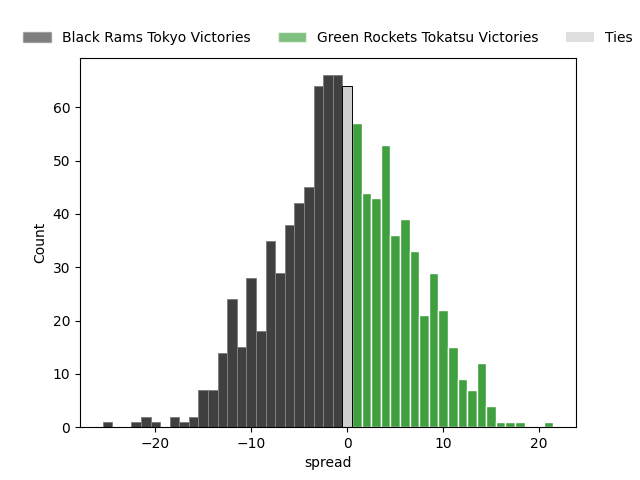 Black Rams Tokyo Victories Green Rockets Tokatsu Victories Ties
60
50
40
30
20
10
0
Count
−20 −10 0 10 20
spread